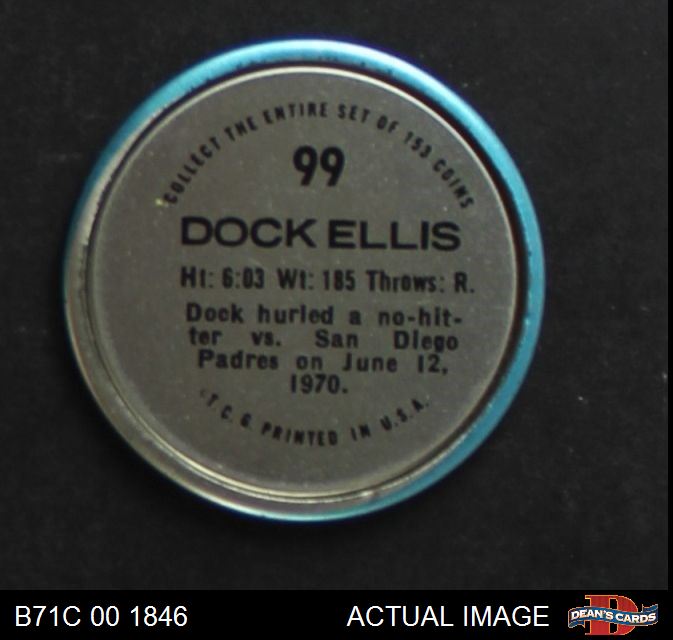 COLLECT THE ENTIRE SET OF 153 COINS
99
DOCK ELLIS
Ht: 6:03 Wt: 185 Throws: R.
Dock hurled a no-hit-
ter vs. San Diego
Padres on June 12,
1970.
T.C.G. PRINTED IN U.S.A.
B71C 00 1846
ACTUAL IMAGE
D
DEAN'S CARDS